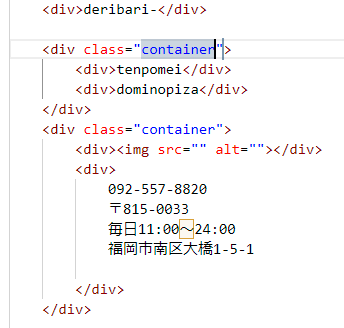 <div>deribari-</div>
<div class="container">
<div>tenpomei</div>
<div>dominopiza</div>
</div>
<div class="container">
<div><img src="" alt=""></div>
<div>
092-557-8820
〒815-0033
毎日11:00～24:00
福岡市南区大橋1-5-1
</div>
</div>